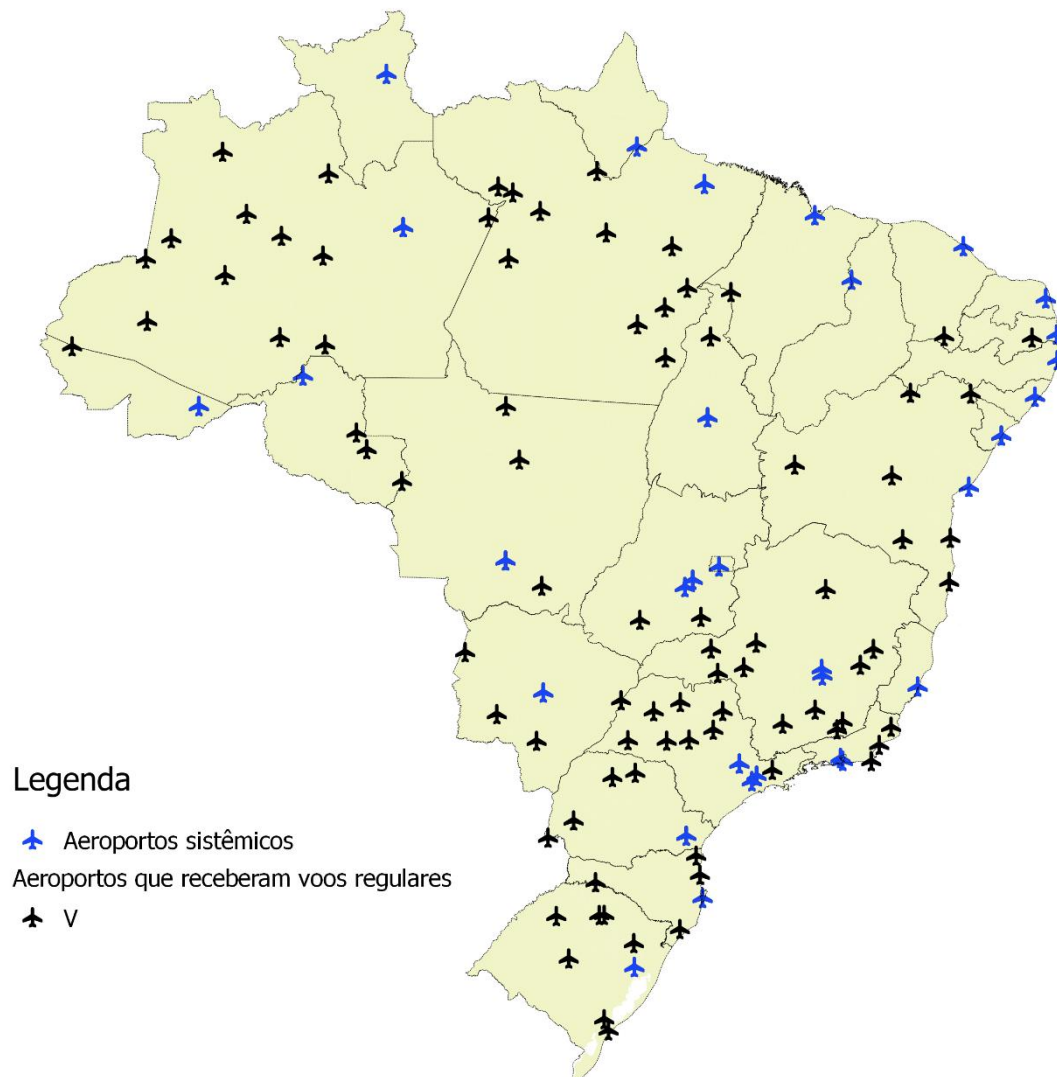 Legenda
Aeroportos sistêmicos
Aeroportos que receberam voos regulares
V